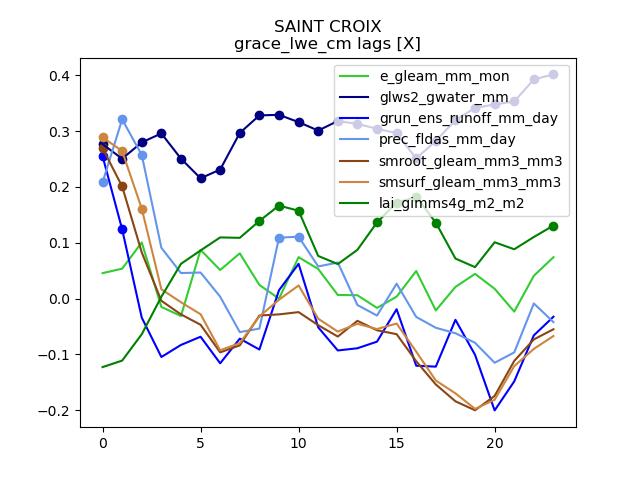 SAINT CROIX
grace_lwe_cm lags [X]
0.4
0.3
0.2
0.1
0.0
−0.1
−0.2
0
5
10
15
20
e_gleam_mm_mon
glws2_gwater_mm
grun_ens_runoff_mm_day
prec_fldas_mm_day
smroot_gleam_mm3_mm3
smsurf_gleam_mm3_mm3
lai_gimms4g_m2_m2